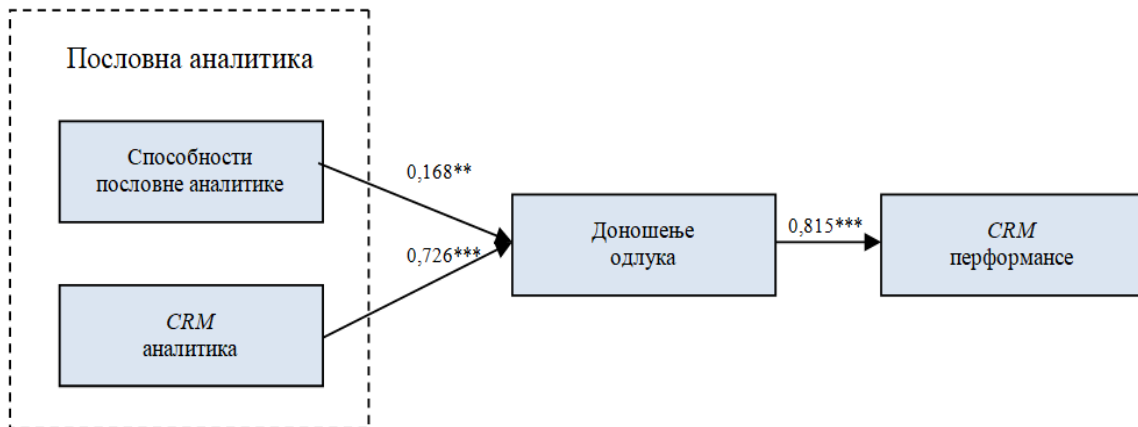 Пословна аналитика
Способности
пословне аналитике
0,168**
0,726***
CRM
аналитика
Доношење
одлука
0,815***
CRM
перформансе